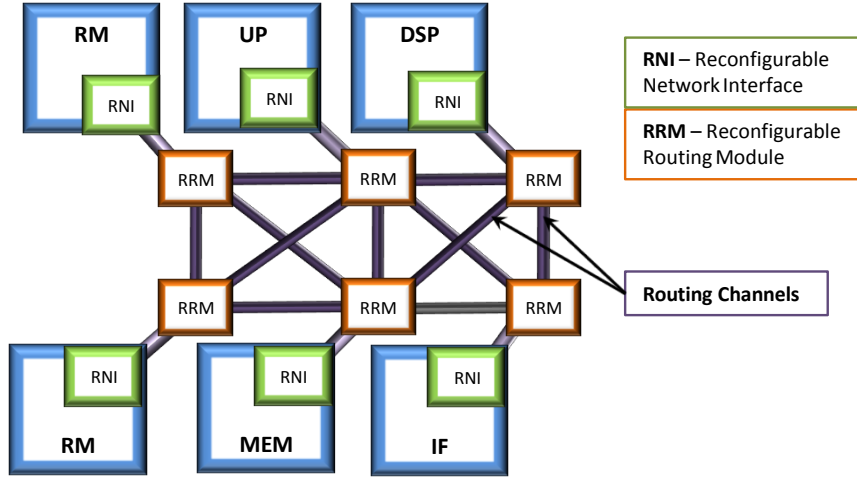 RM
UP
DSP
RNI
RNI
RNI
RNI – Reconfigurable
Network Interface
RRM – Reconfigurable
Routing Module
RRM
RRM
RRM
RRM
RRM
RRM
Routing Channels
RNI
RNI
RNI
RM
MEM
IF